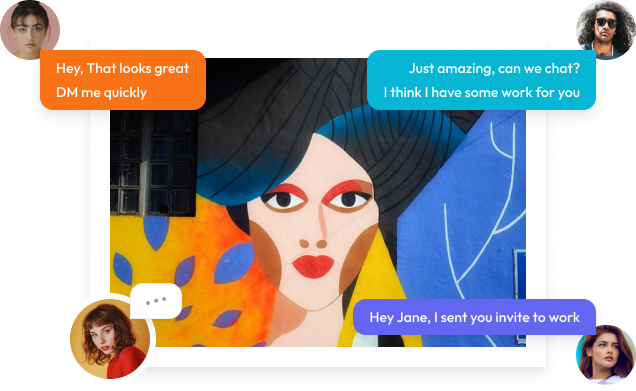 Hey, That looks great
DM me quickly
Just amazing, can we chat?
I think I have some work for you
Hey Jane, I sent you invite to work